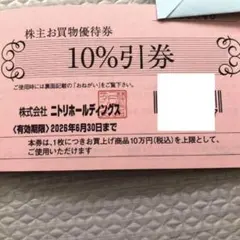 株主お買物優待券
10%引券
ご使用時には裏面記載の「おねがい」をご覧下さい。
株式会社 ニトリホールディングス
〈有効期限〉2026年6月30日まで
本券は、1枚につきお買上げ商品10万円(税込)を上限として、
ご使用いただけます